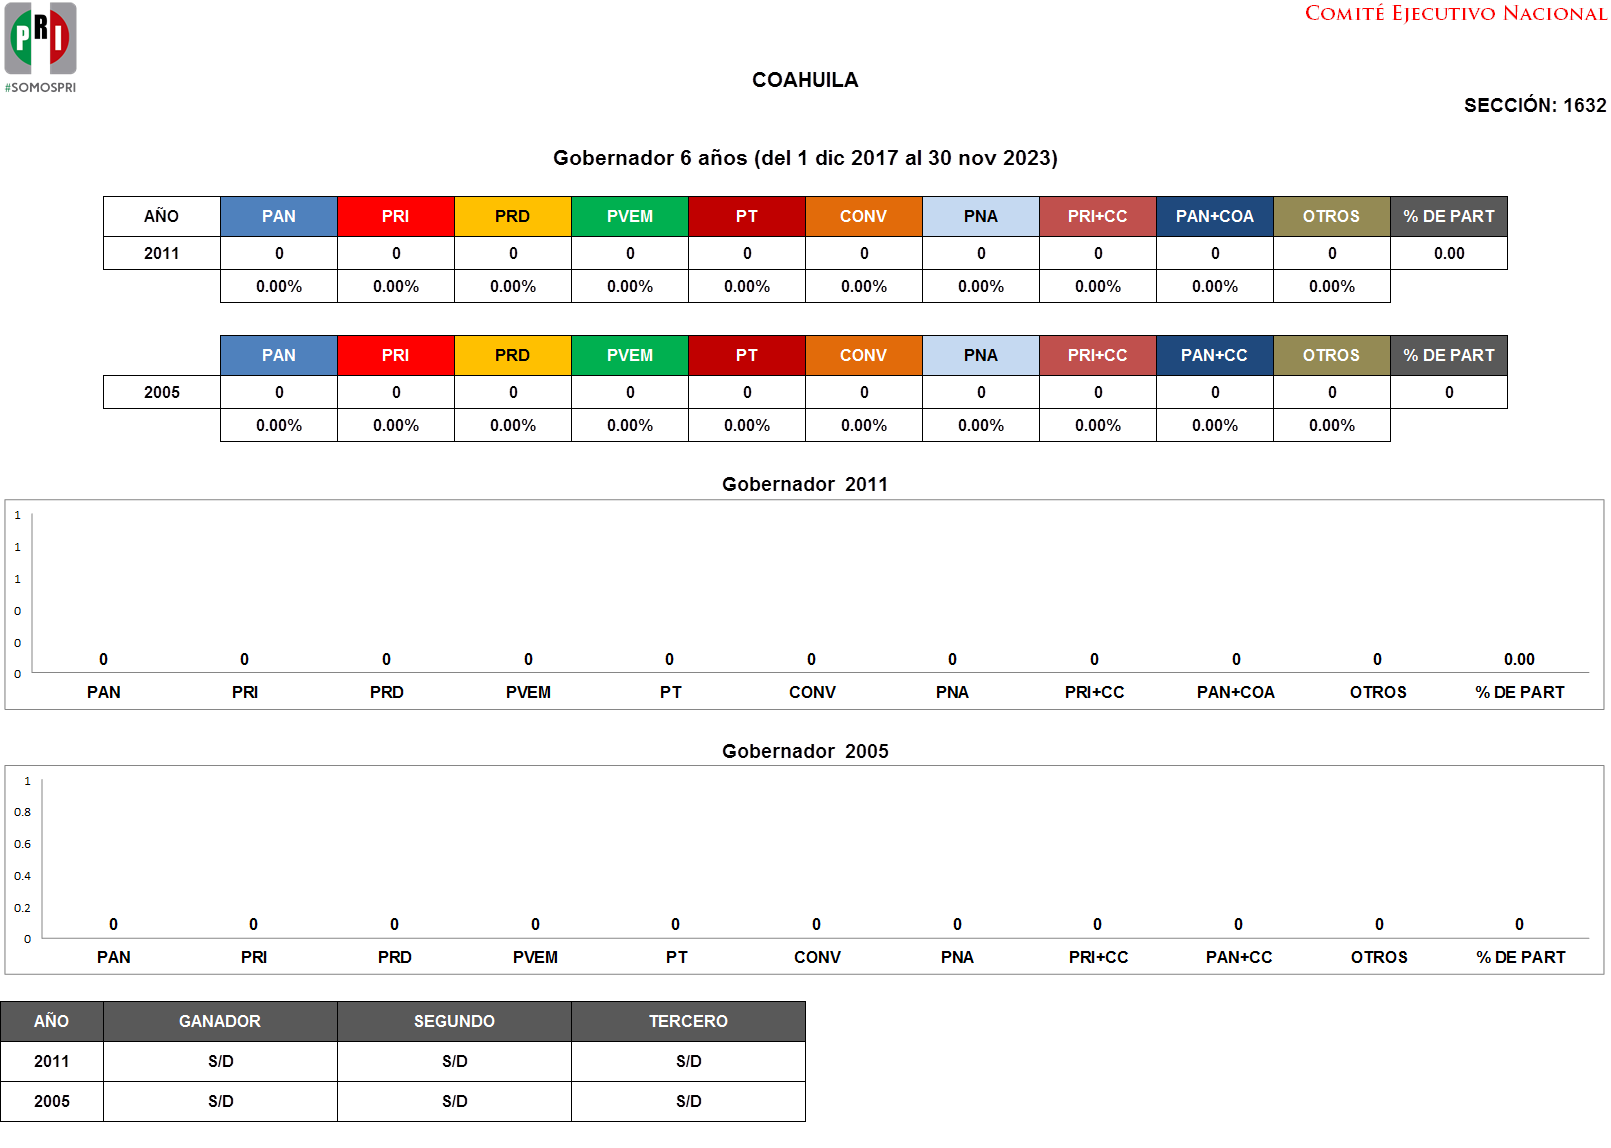 PRI
#SOMOSPRI
COMITÉ EJECUTIVO NACIONAL
COAHUILA
SECCIÓN: 1632
Gobernador 6 años (del 1 dic 2017 al 30 nov 2023)
AÑO PAN PRI PRD PVEM PT CONV PNA PRI+CC PAN+COA OTROS % DE PART
2011 0 0 0 0 0 0 0 0 0 0 0.00
0.00% 0.00% 0.00% 0.00% 0.00% 0.00% 0.00% 0.00% 0.00% 0.00%
PAN PRI PRD PVEM PT CONV PNA PRI+CC PAN+CC OTROS % DE PART
2005 0 0 0 0 0 0 0 0 0 0 0
0.00% 0.00% 0.00% 0.00% 0.00% 0.00% 0.00% 0.00% 0.00% 0.00%
Gobernador 2011
1
1
1
0
0
0
0 0 0 0 0 0 0 0 0 0 0.00
PAN PRI PRD PVEM PT CONV PNA PRI+CC PAN+COA OTROS % DE PART
Gobernador 2005
1
0.8
0.6
0.4
0.2
0
0 0 0 0 0 0 0 0 0 0 0
PAN PRI PRD PVEM PT CONV PNA PRI+CC PAN+CC OTROS % DE PART
AÑO GANADOR SEGUNDO TERCERO
2011 S/D S/D S/D
2005 S/D S/D S/D